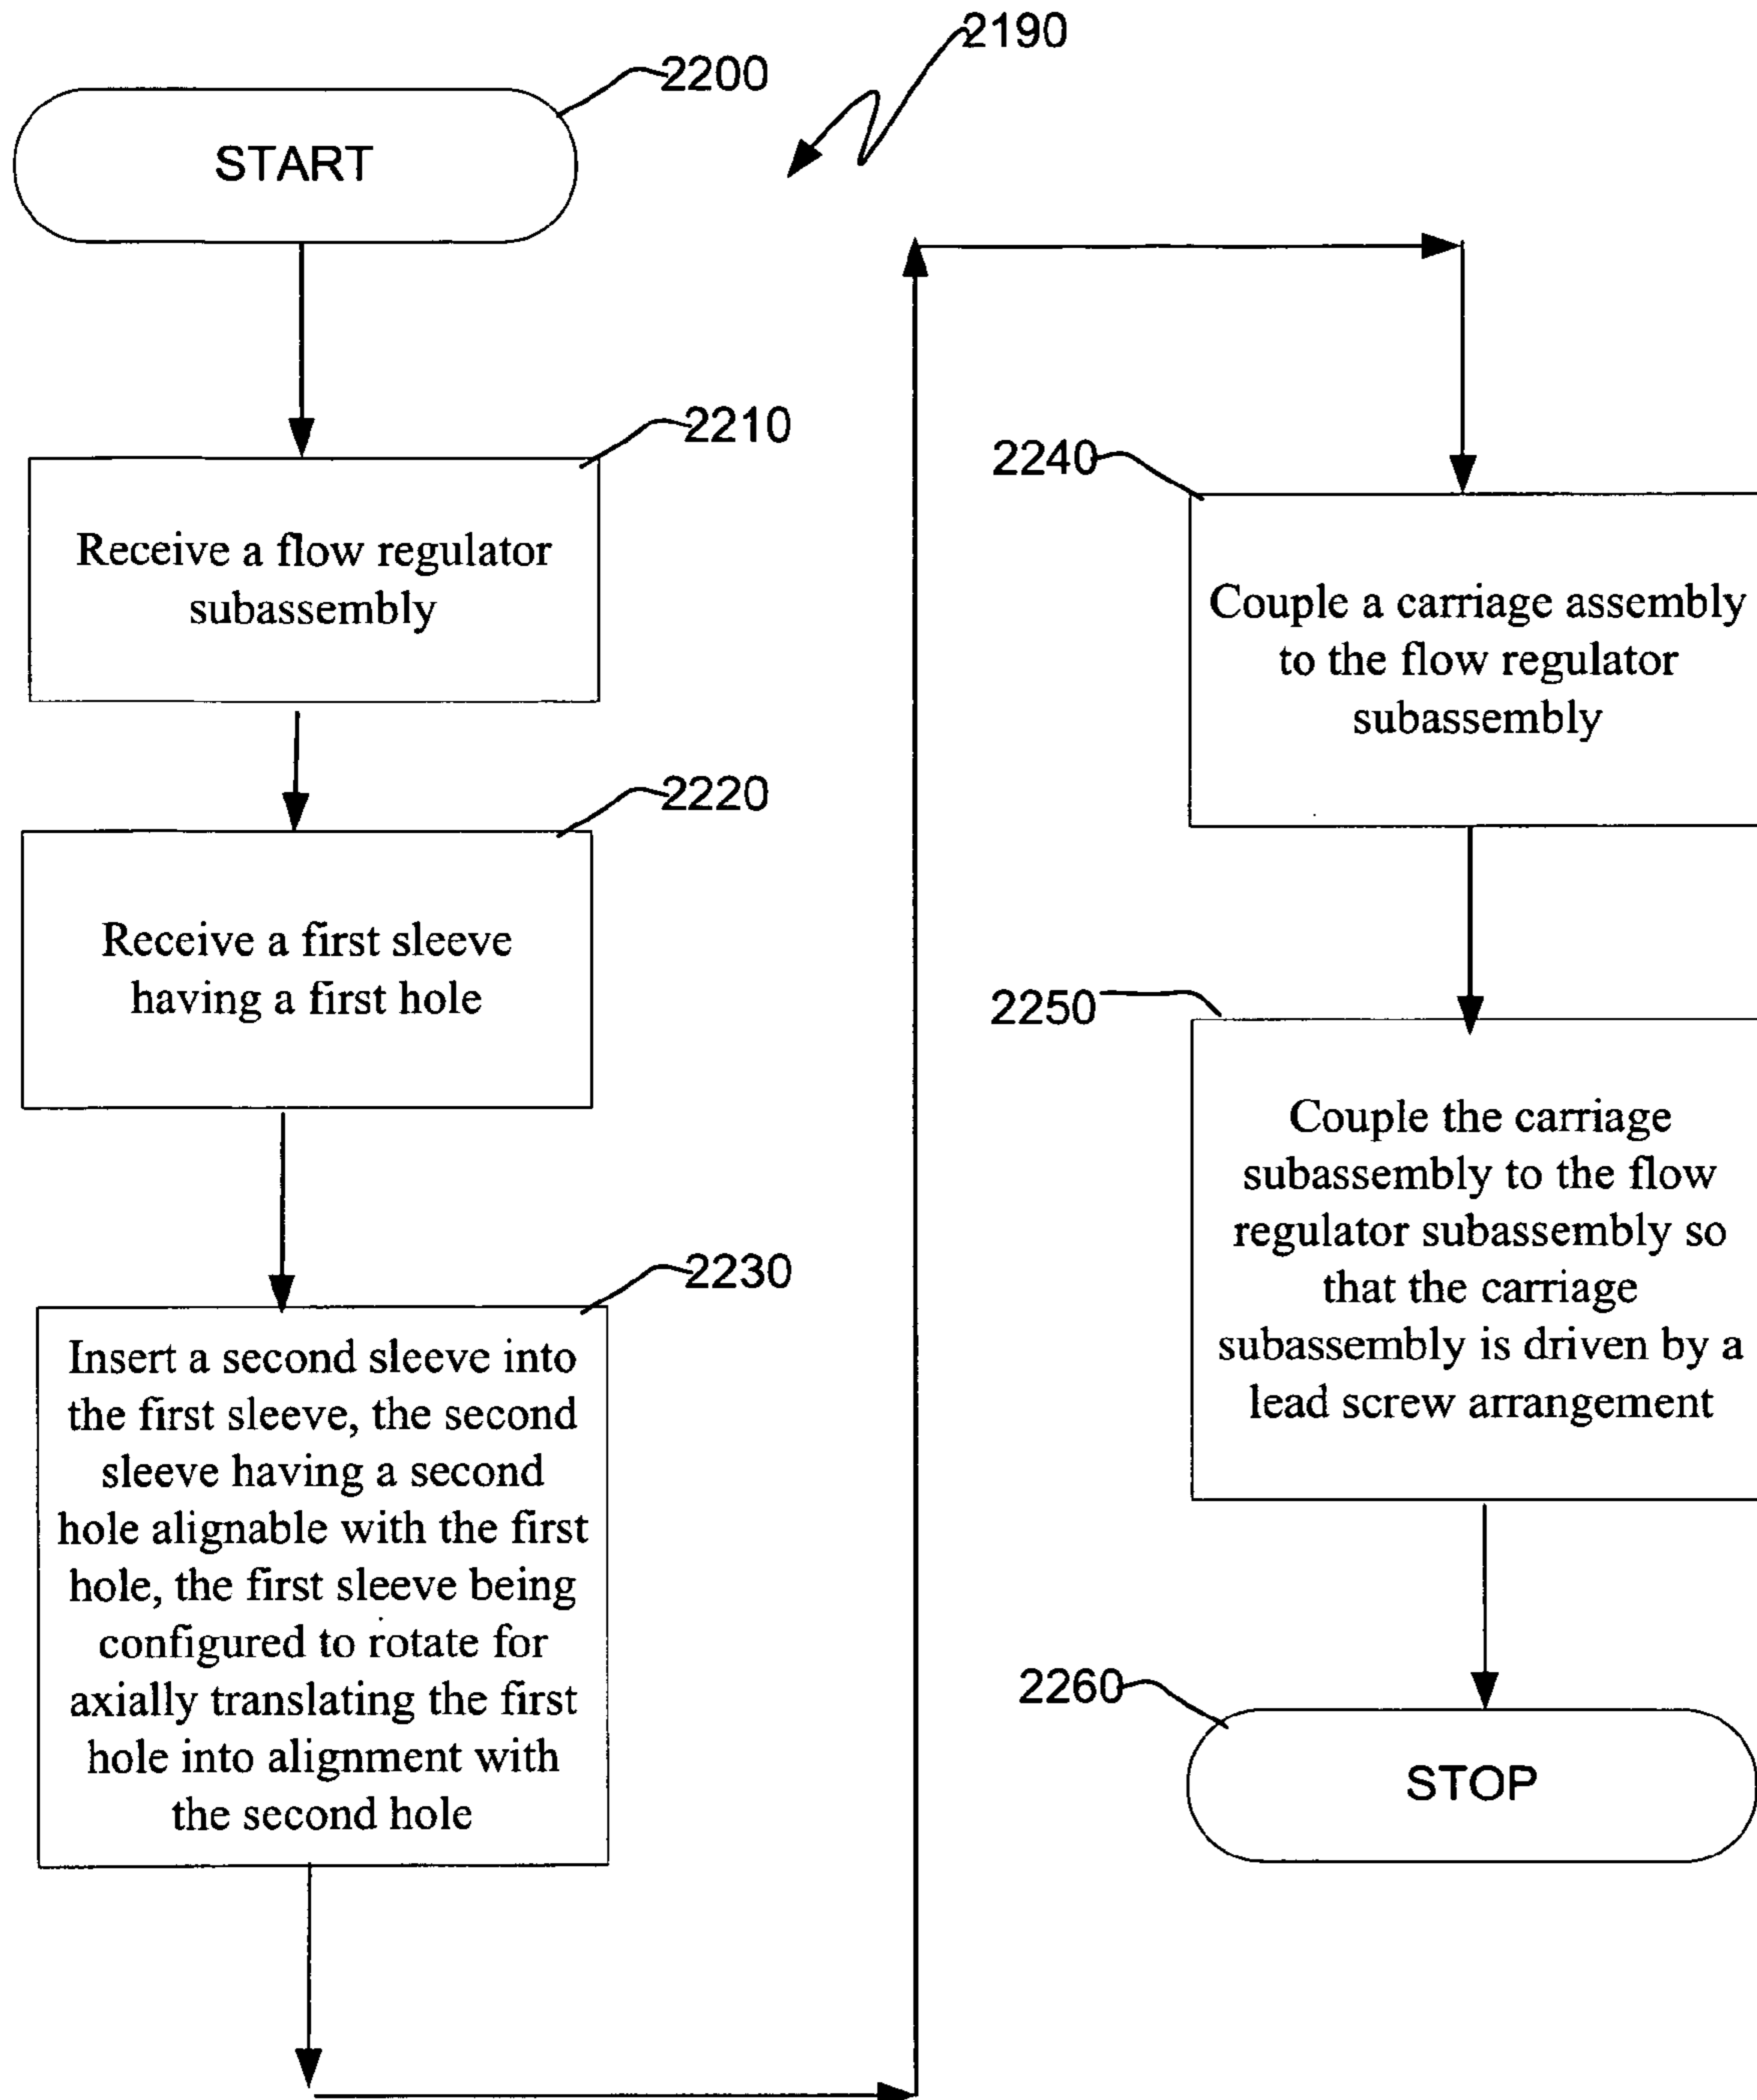 2190
2200
START
2210
Receive a flow regulator
subassembly
2220
Receive a first sleeve
having a first hole
2230
Insert a second sleeve into
the first sleeve, the second
sleeve having a second
hole alignable with the first
hole, the first sleeve being
configured to rotate for
axially translating the first
hole into alignment with
the second hole
2240
Couple a carriage assembly
to the flow regulator
subassembly
2250
Couple the carriage
subassembly to the flow
regulator subassembly so
that the carriage
subassembly is driven by a
lead screw arrangement
2260
STOP